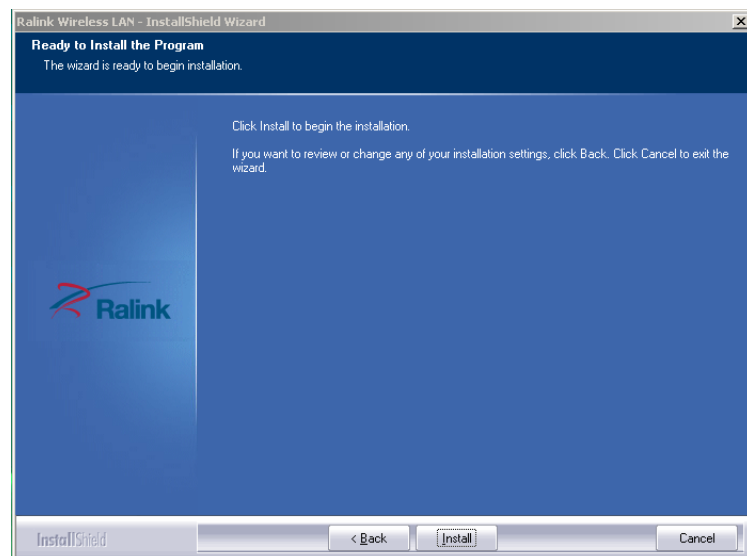 Ralink Wireless LAN - InstallShield Wizard
Ready to Install the Program
The wizard is ready to begin installation.
Click Install to begin the installation.
If you want to review or change any of your installation settings, click Back. Click Cancel to exit the
wizard.
Ralink
InstallShield
< Back
Install
Cancel